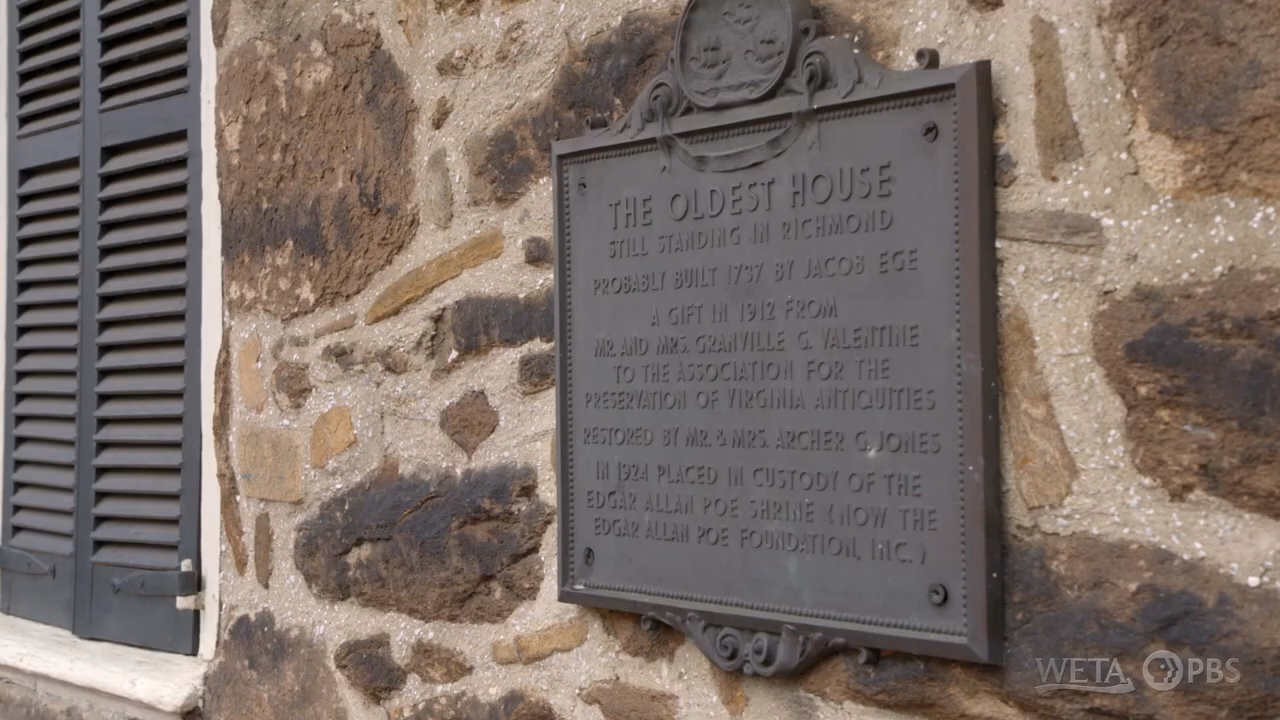 THE OLDEST HOUSE
STILL STANDING IN RICHMOND
PROBABLY BUILT 1737 BY JACOB EGE
A GIFT IN 1912 FROM
MR. AND MRS. GRANVILLE G. VALENTINE
TO THE ASSOCIATION FOR THE
PRESERVATION OF VIRGINIA ANTIQUITIES
RESTORED BY MR. & MRS. ARCHER G. JONES
IN 1924 PLACED IN CUSTODY OF THE
EDGAR ALLAN POE SHRINE (NOW THE
EDGAR ALLAN POE FOUNDATION, INC.)
WETA PBS